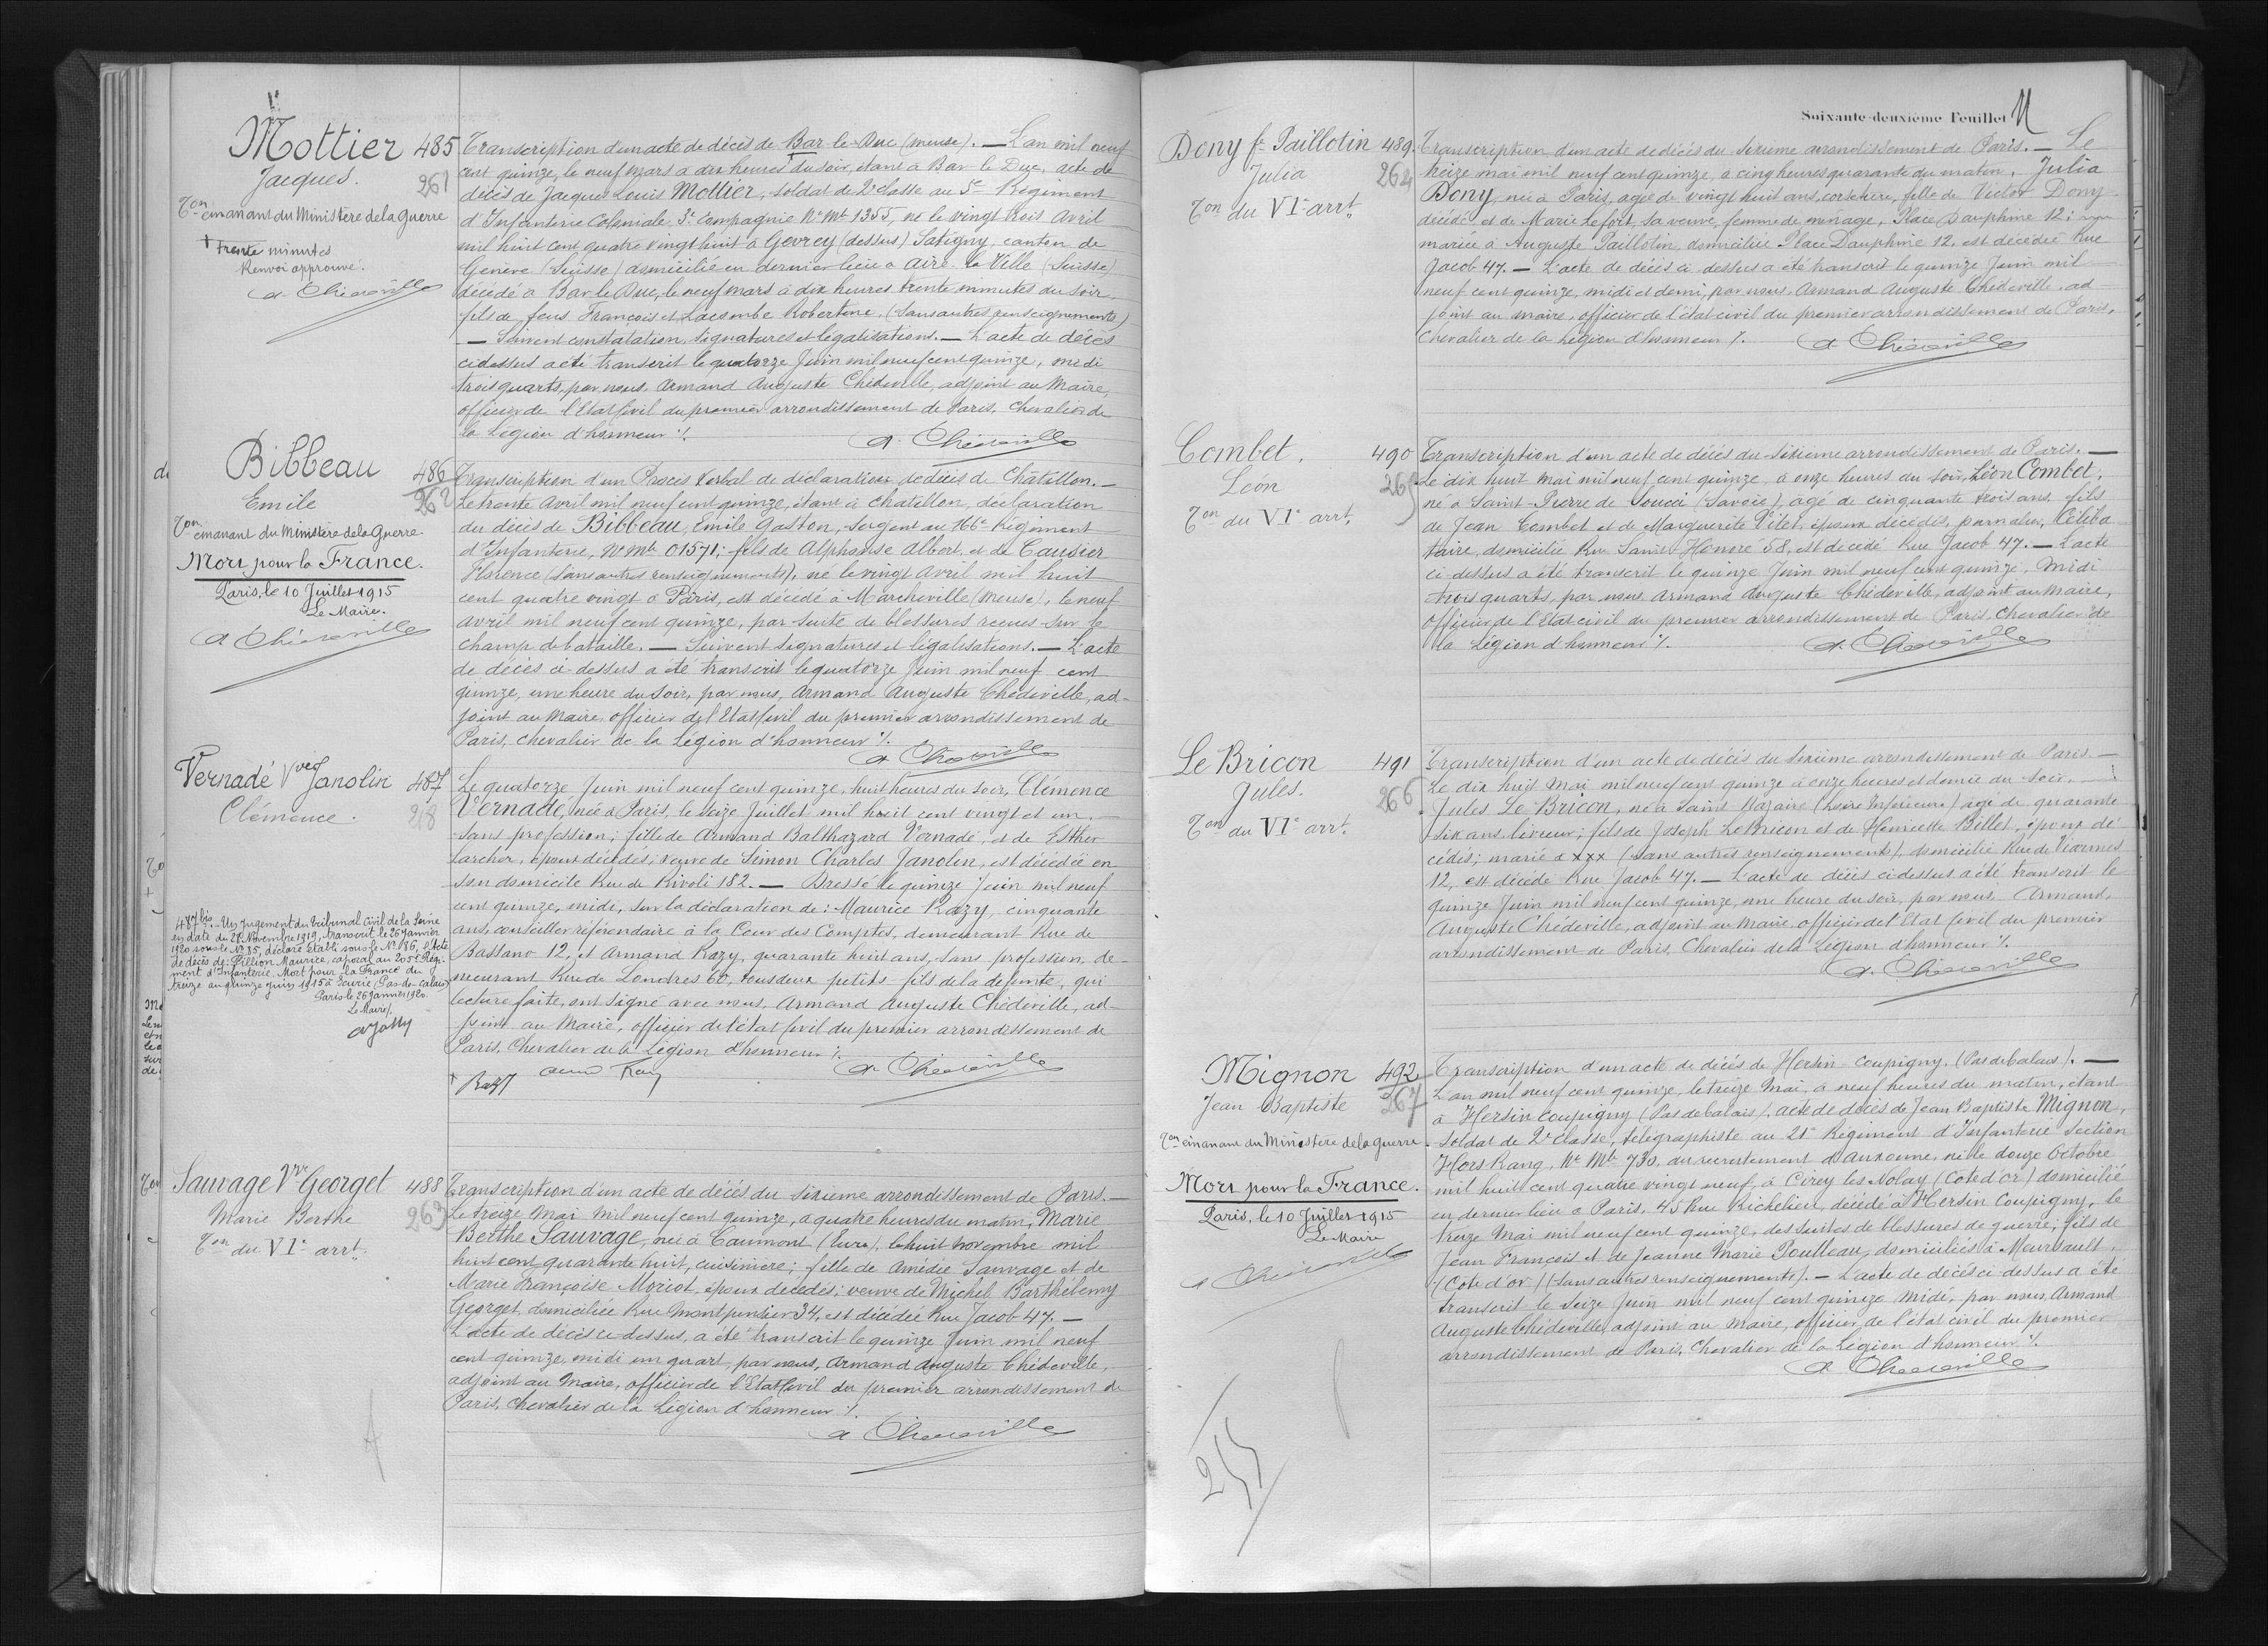 Mottier 485
Jacques.
261
Ton émanant du Ministère de la Guerre
+ trente minutes
Renvoi approuvé.
A. Chédeville
Transcription d'un acte de décès de Bar-le-Duc (Meuse). — L'an mil neuf
cent quinze, le neuf mars à dix heures du soir, étant à Bar le Duc, acte de
décès de Jacques Louis Mottier, soldat de 2e classe au 5e Régiment
d'Infanterie Coloniale, 3e Compagnie No Mle 1355, né le vingt trois Avril
mil huit cent quatre vingt huit à Gevrey (dessus) Satigny, canton de
Genève (Suisse) domicilié en dernier lieu à Aire la Ville (Suisse)
décédé à Bar le Duc, le neuf mars à dix heures trente minutes du soir,
fils de feus François et Lacombe Robertine, (sans autres renseignements)
— Suivent constatation, signatures et légalisations. — L'acte de décès
ci dessus a été transcrit le quatorze Juin mil neuf cent quinze, midi
trois quarts, par nous, Armand Auguste Chédeville, adjoint au Maire,
officier de l'Etat Civil du premier arrondissement de Paris, Chevalier de
la Légion d'honneur ./.
A. Chédeville
Bibbeau 486
Emile 262
Ton émanant du Ministère de la Guerre
Mort pour la France.
Paris, le 10 Juillet 1915
Le Maire.
A. Chédeville
Transcription d'un Procès Verbal de déclaration de décès de Châtillon. —
Le trente Avril mil neuf cent quinze, étant à Chatillon, déclaration
du décès de Bibbeau, Emile Gaston, Sergent au 166e Régiment
d'Infanterie, No Mle 01571; fils de Alphonse Albert, et de Causier
Florence (sans autres renseignements), né le vingt Avril mil huit
cent quatre vingt à Paris, est décédé à Marcheville (Meuse), le neuf
avril mil neuf cent quinze, par suite de blessures reçues sur le
champ de bataille. — Suivent signatures et légalisations. — L'acte
de décès ci-dessus a été transcrit le quatorze Juin mil neuf cent
quinze, une heure du soir, par nous, Armand Auguste Chédeville, ad-
joint au Maire, officier de l'Etat Civil du premier arrondissement de
Paris, Chevalier de la Légion d'honneur ./.
A. Chédeville
Vernadé Vve Janolin 487
Clémence. 218
Le quatorze Juin mil neuf cent quinze, huit heures du soir, Clémence
Vernadé, née à Paris, le seize Juillet mil huit cent vingt et un, —
sans profession; fille de Armand Balthazard Vernadé, et de Esther
Larcher, époux décédés; veuve de Simon Charles Janolin, est décédée en
son domicile Rue de Rivoli 182. — Dressé le quinze Juin mil neuf
cent quinze, midi, sur la déclaration de: Maurice Razy, cinquante
ans, conseiller référendaire à la Cour des Comptes, demeurant Rue de
Bassano 12, et Armand Razy, quarante huit ans, sans profession, de-
meurant Rue de Londres 60, tous deux petits-fils de la défunte, qui
lecture faite, ont signé avec nous, Armand Auguste Chédeville, ad-
joint au Maire, officier de l'état civil du premier arrondissement de
Paris, Chevalier de la Légion d'honneur ./.
A. Chédeville
Razy
487 bis. — Un jugement du Tribunal civil de la Seine
en date du 28 Novembre 1919, transcrit le 26 Janvier
1920 sous le No 85, déclare établi sous le No 186, l'acte
de décès de Pillion Maurice, caporal au 205e Régi-
ment d'Infanterie. Mort pour la France du
treize au quinze juin 1915 à Ecurie (Pas-de-Calais)
Paris le 26 Janvier 1920.
Le Maire,
Sauvage Vve Georget 488
Marie Berthe 263
Ton du VIe arrt
Transcription d'un acte de décès du sixième arrondissement de Paris. —
Le treize Mai mil neuf cent quinze, à quatre heures du matin, Marie
Berthe Sauvage, née à Caumont (Eure), le huit novembre mil
huit cent quarante huit, cuisinière; fille de Amédée Sauvage et de
Marie Françoise Moriot, époux décédés; veuve de Michel Barthélemy
Georget, domiciliée Rue Montpensier 34, est décédée Rue Jacob 47. —
L'acte de décès ci-dessus, a été transcrit le quinze Juin mil neuf
cent quinze, midi un quart, par nous, Armand Auguste Chédeville,
adjoint au Maire, officier de l'Etat Civil du premier arrondissement de
Paris, Chevalier de la Légion d'honneur ./.
A. Chédeville
Soixante-deuxième Feuillet
Dony fe Paillotin 489.
Julia 264
Ton du VIe arrt
Transcription d'un acte de décès du sixième arrondissement de Paris. — Le
treize mai mil neuf cent quinze, à cinq heures quarante du matin, Julia
Dony, née à Paris, agée de vingt huit ans, corsetière, fille de Victor Dony
décédé et de Marie Lefort, sa veuve, femme de ménage, Place Dauphine 12;
mariée à Auguste Paillotin, domiciliée Place Dauphine 12, est décédée Rue
Jacob 47. — L'acte de décès ci dessus a été transcrit le quinze Juin mil
neuf cent quinze, midi et demi, par nous, Armand Auguste Chédeville, ad-
joint au maire, officier de l'état civil du premier arrondissement de Paris,
Chevalier de la Légion d'honneur ./.
A. Chédeville
Combet. 490
Léon 265
Ton du VIe arrt
Transcription d'un acte de décès du sixième arrondissement de Paris. —
Le dix huit Mai mil neuf cent quinze, à onze heures du soir, Léon Combet,
né à Saint-Pierre de Soucci (Savoie), agé de cinquante trois ans, fils
de Jean Combet et de Marguerite Pilet, époux décédés, journalier, Céliba-
taire, domicilié Rue Saint Honoré 58, est décédé Rue Jacob 47. — L'acte
ci-dessus a été transcrit le quinze Juin mil neuf cent quinze, midi
trois quarts, par nous Armand Auguste Chédeville, adjoint au Maire,
Officier de l'Etat civil du premier arrondissement de Paris, Chevalier de
la Légion d'honneur ./.
A. Chédeville
Le Bricon 491
Jules. 266
Ton du VIe arrt
Transcription d'un acte de décès du sixième arrondissement de Paris —
Le dix huit Mai mil neuf cent quinze à onze heures et demie du soir. —
Jules Le Bricon, né à Saint Nazaire (Loire Inférieure) agé de quarante
six ans, livreur; fils de Joseph Le Bricon et de Henriette Billet, époux dé-
cédés; marié à xxx (sans autres renseignements), domicilié Rue de Viarmes
12, est décédé Rue Jacob 47. — L'acte de décès ci dessus a été transcrit le
quinze Juin mil neuf cent quinze, une heure du soir, par nous, Armand,
Auguste Chédeville, adjoint au Maire, officier de l'Etat Civil du premier
arrondissement de Paris, Chevalier de la Légion d'honneur ./.
A. Chédeville
Mignon 492
Jean Baptiste 267
Ton émanant du Ministère de la Guerre.
Mort pour la France.
Paris, le 10 Juillet 1915
Le Maire
A. Chédeville
Transcription d'un acte de décès de Hersin-Coupigny. (Pas de Calais). —
L'an mil neuf cent quinze, le treize Mai, à neuf heures du matin, étant
à Hersin Coupigny (Pas de Calais), acte de décès de Jean Baptiste Mignon,
soldat de 2e classe, télégraphiste au 21e Régiment d'Infanterie Section
Hors Rang, No Mle 730, du recrutement d'Auxonne, né le douze Octobre
mil huit cent quatre vingt neuf, à Cirey les Nolay (Côte d'or) domicilié
en dernier lieu à Paris, 45 Rue Richelieu, décédé à Hersin Coupigny, le
treize Mai mil neuf cent quinze, des suites de blessures de guerre; fils de
Jean François et de Jeanne Marie Poulleau, domiciliés à Meursault,
(Côte d'or) (sans autres renseignements). — L'acte de décès ci-dessus a été
transcrit le seize Juin mil neuf cent quinze midi, par nous, Armand
Auguste Chédeville, adjoint au maire, officier de l'état civil du premier
arrondissement de Paris, Chevalier de la Légion d'honneur ./.
A. Chédeville